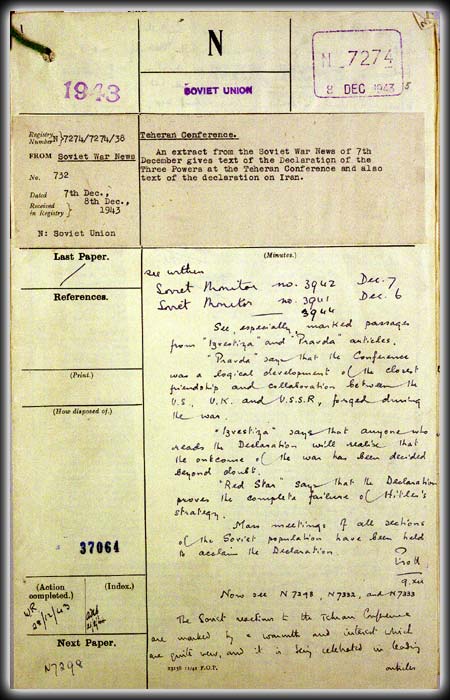 N
1943
SOVIET UNION
N 7274
8 DEC 1943
Registry Number } N 7274/7274/38
FROM Soviet War News
No. 732
Dated 7th Dec.,
Received in Registry } 8th Dec., 1943
N: Soviet Union
Teheran Conference.
An extract from the Soviet War News of 7th
December gives text of the Declaration of the
Three Powers at the Teheran Conference and also
text of the declaration on Iran.
Last Paper.
References.
(Print.)
(How disposed of.)
37064
(Action completed.)
(Index.)
28/12/43
Next Paper.
N7298
(Minutes.)
see within
Soviet Monitor no. 3942 Dec. 7
Soviet Monitor no. 3941 Dec. 6
3944
See, especially, marked passages
from "Izvestiza" and "Pravda" articles.
"Pravda" says that the Conference
was a logical development of the closest
friendship and collaboration between the
U.S., U.K. and U.S.S.R, forged during
the war.
"Izvestiza" says that anyone who
reads the Declaration will realise that
the outcome of the war has been decided
beyond doubt.
"Red Star" says that the Declaration
proves the complete failure of Hitler's
strategy.
Mass meetings of all sections
of the Soviet population have been held
to acclaim the Declaration.
9.xii
Now see N 7298, N 7332, and N 7333
The Soviet reactions to the Tehran Conference
are marked by a warmth and interest which
are quite new, and it is being celebrated in leading
articles
F.O.P.